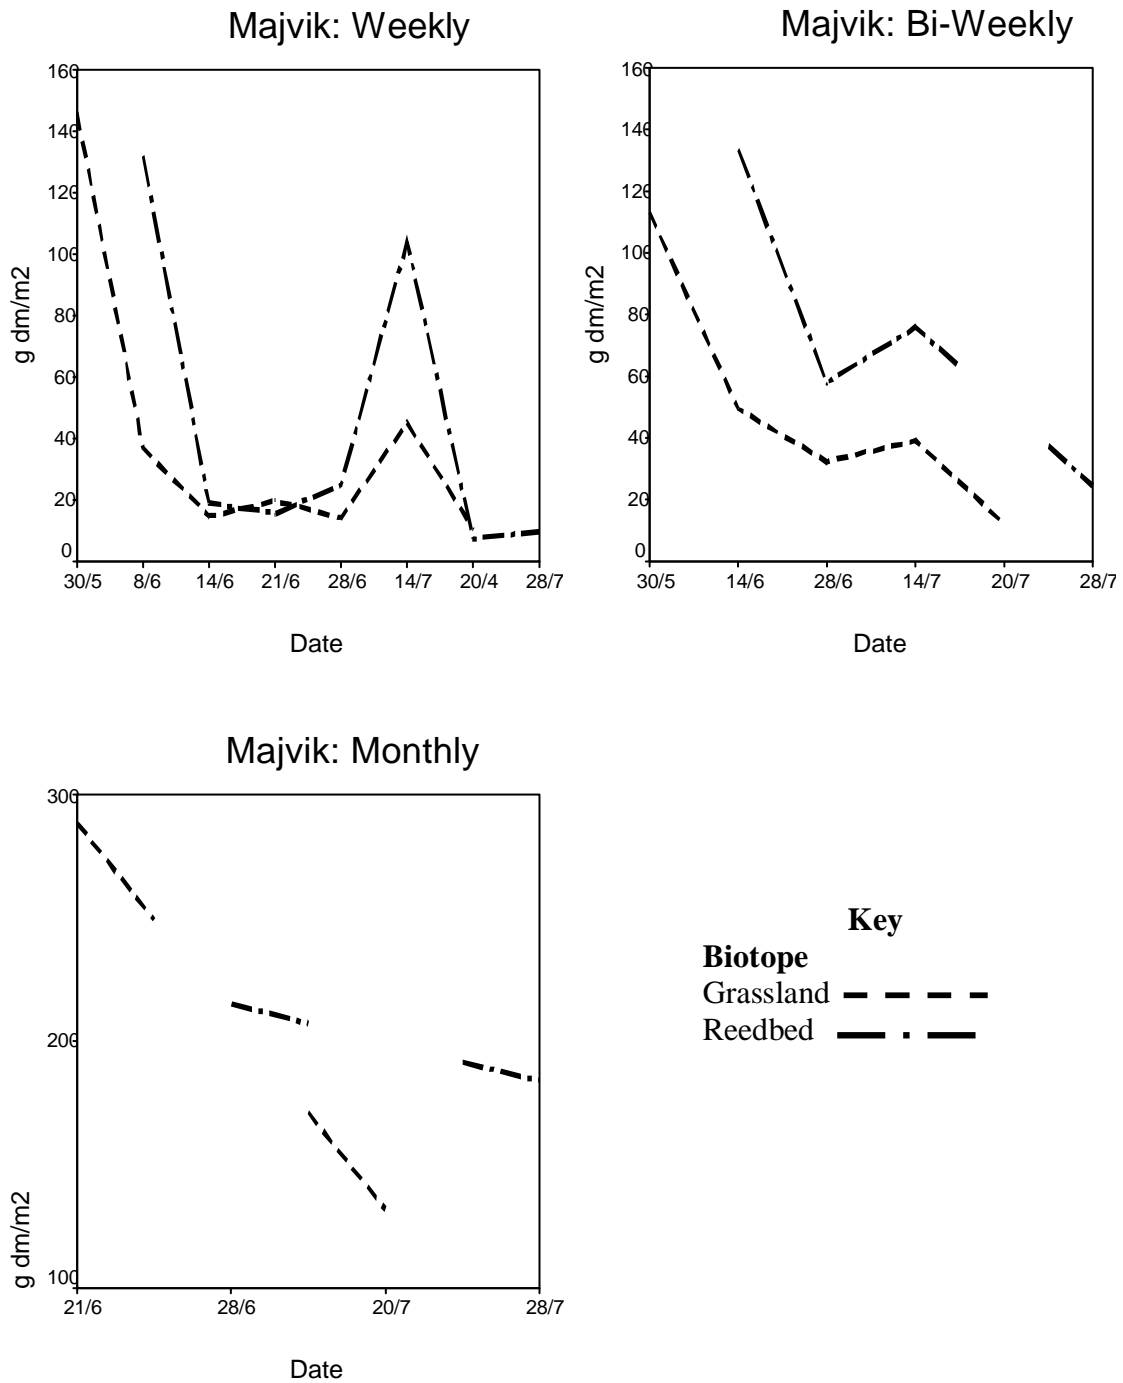 Majvik: Weekly
160
140
120
100
80
60
40
20
0
g dm/m2
30/5 8/6 14/6 21/6 28/6 14/7 20/4 28/7
Date
Majvik: Bi-Weekly
160
140
120
100
80
60
40
20
0
g dm/m2
30/5 14/6 28/6 14/7 20/7 28/7
Date
Majvik: Monthly
300
200
100
g dm/m2
21/6 28/6 20/7 28/7
Date
Key
Biotope
Grassland
Reedbed